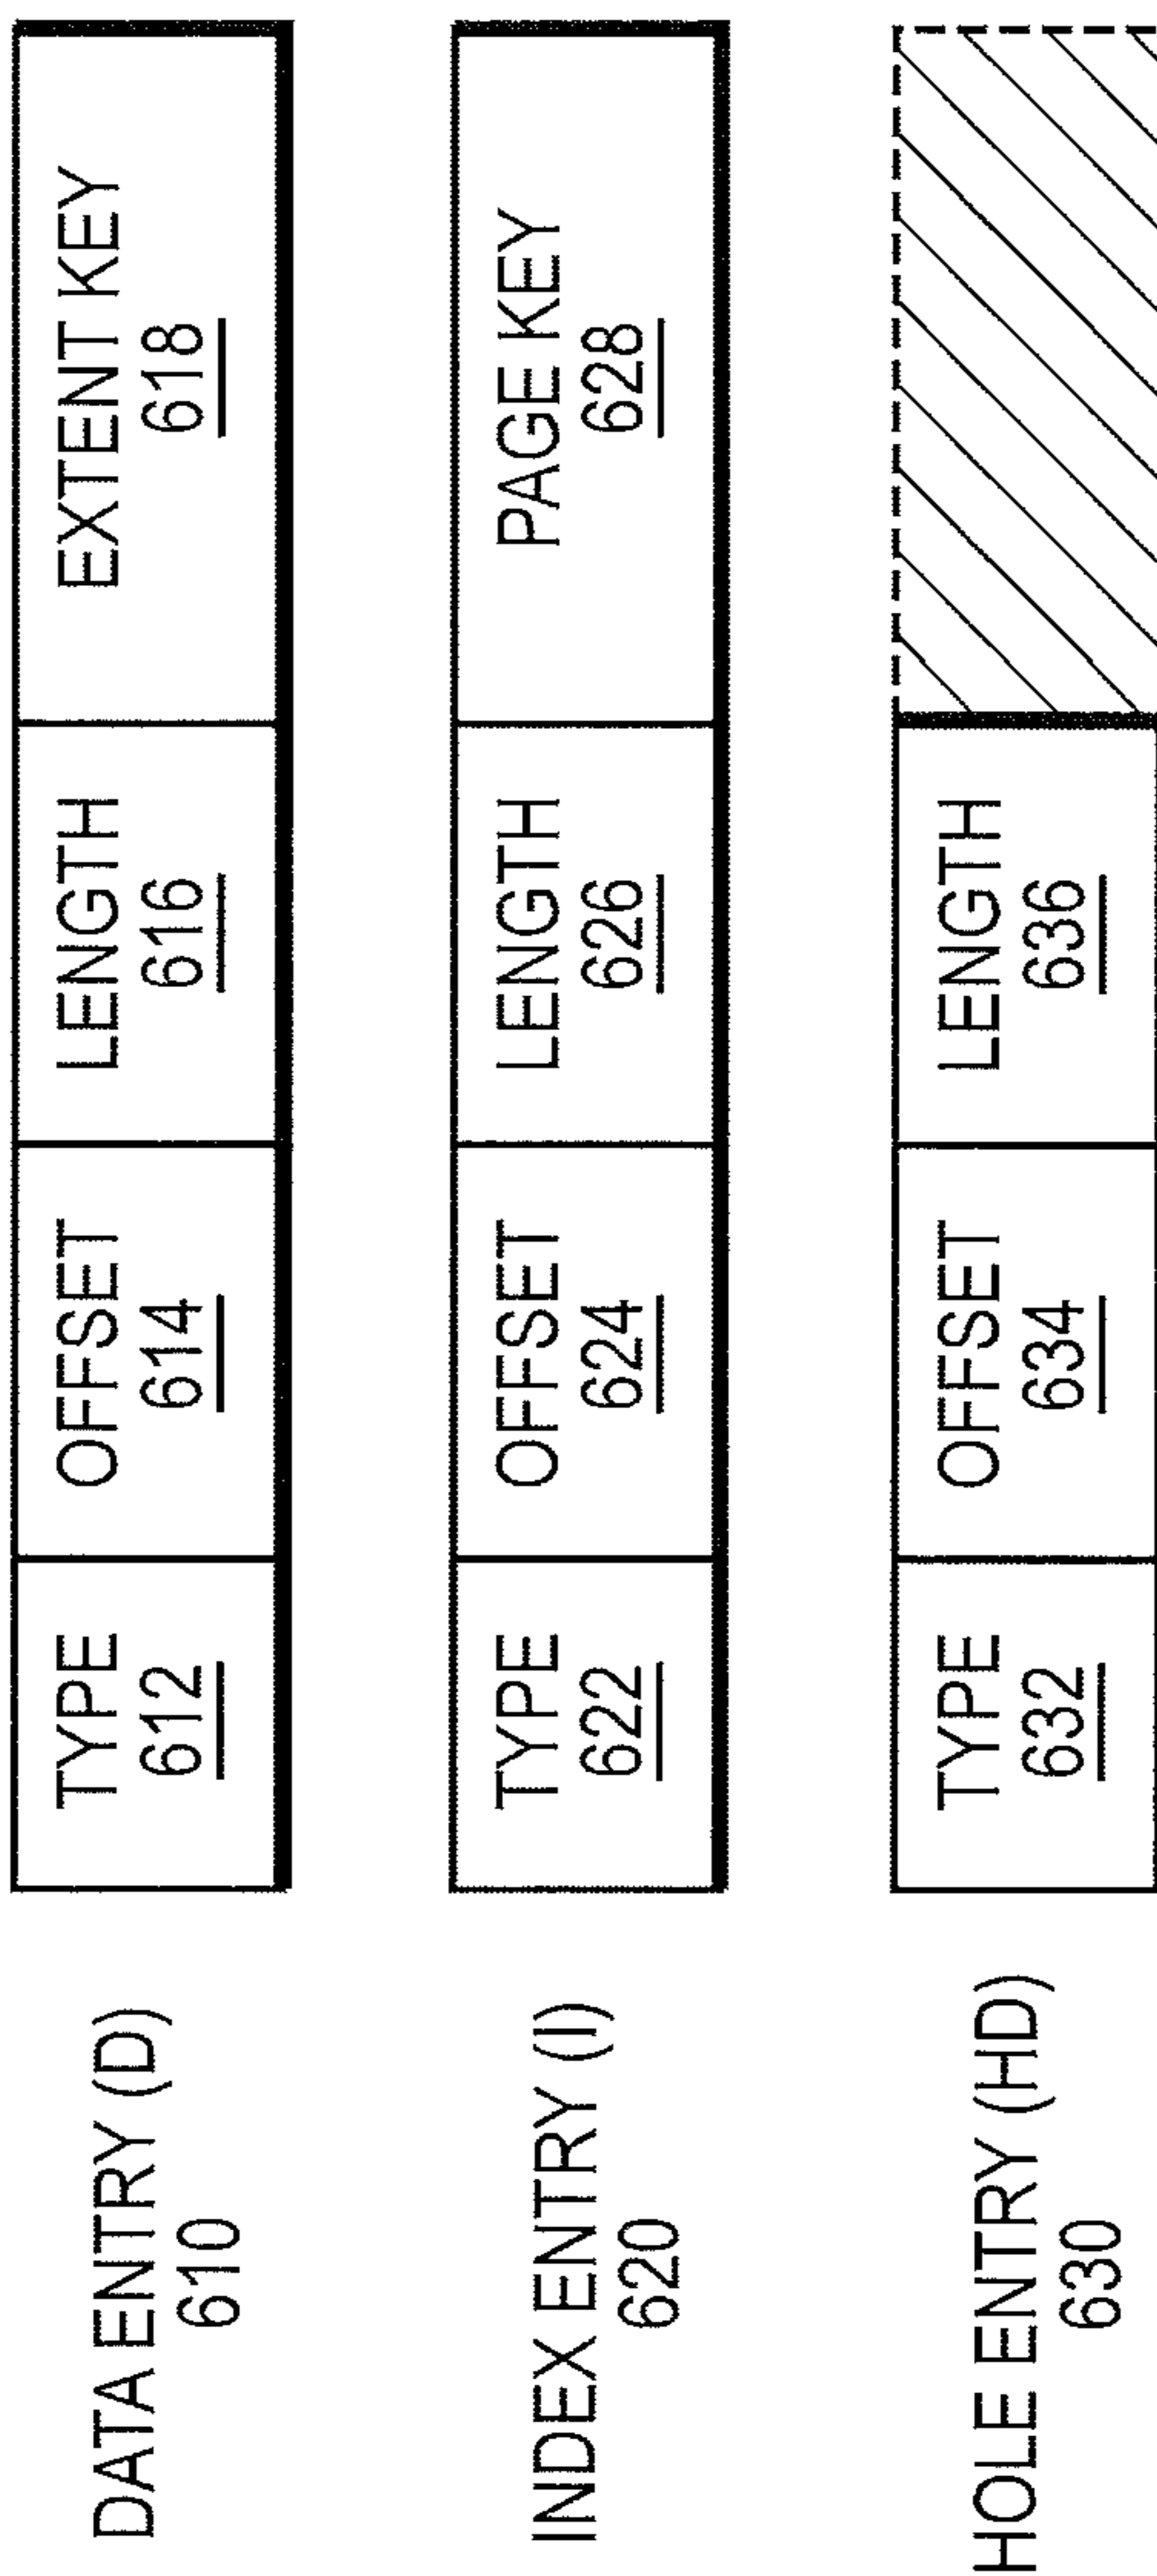 DATA ENTRY (D)
610
TYPE
612
OFFSET
614
LENGTH
616
EXTENT KEY
618
INDEX ENTRY (I)
620
TYPE
622
OFFSET
624
LENGTH
626
PAGE KEY
628
HOLE ENTRY (HD)
630
TYPE
632
OFFSET
634
LENGTH
636